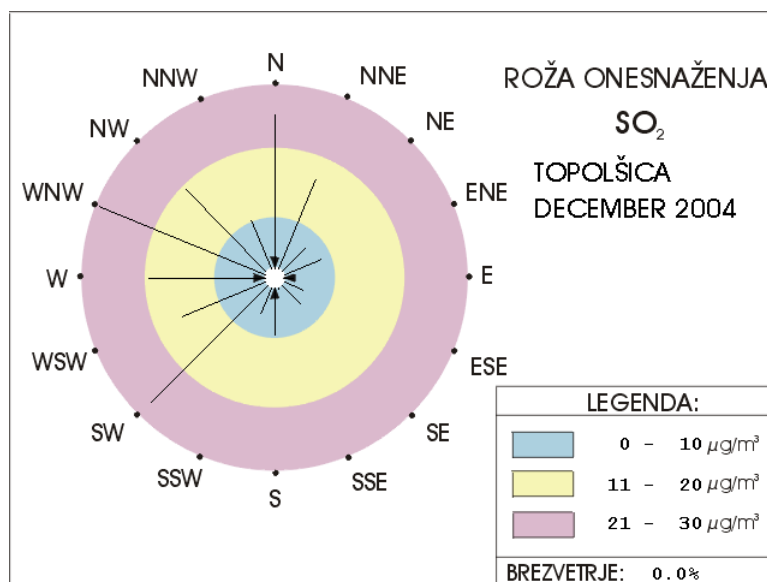 N
NNE
NE
ENE
E
ESE
SE
SSE
S
SSW
SW
WSW
W
WNW
NW
NNW
ROŽA ONESNAŽENJA
SO₂
TOPOLŠICA
DECEMBER 2004
LEGENDA:
0 - 10 µg/m³
11 - 20 µg/m³
21 - 30 µg/m³
BREZVETRJE: 0.0%